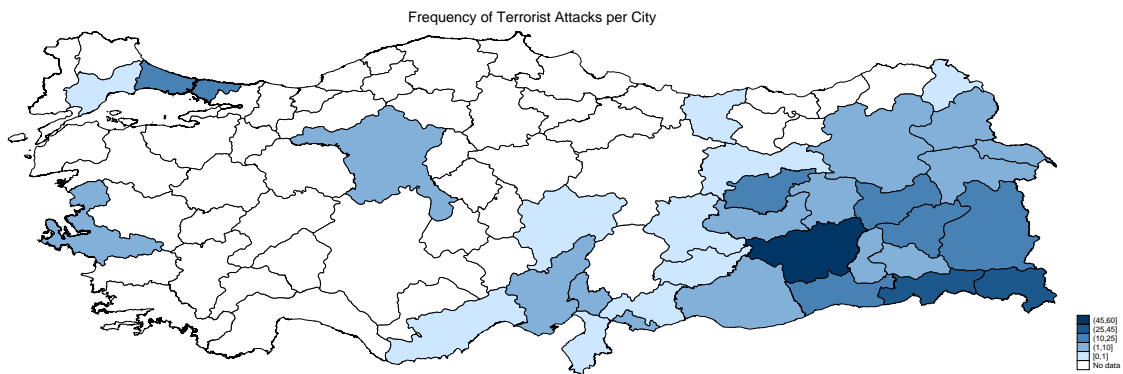 Frequency of Terrorist Attacks per City
(45,60]
(25,45]
(10,25]
(1,10]
[0,1]
No data